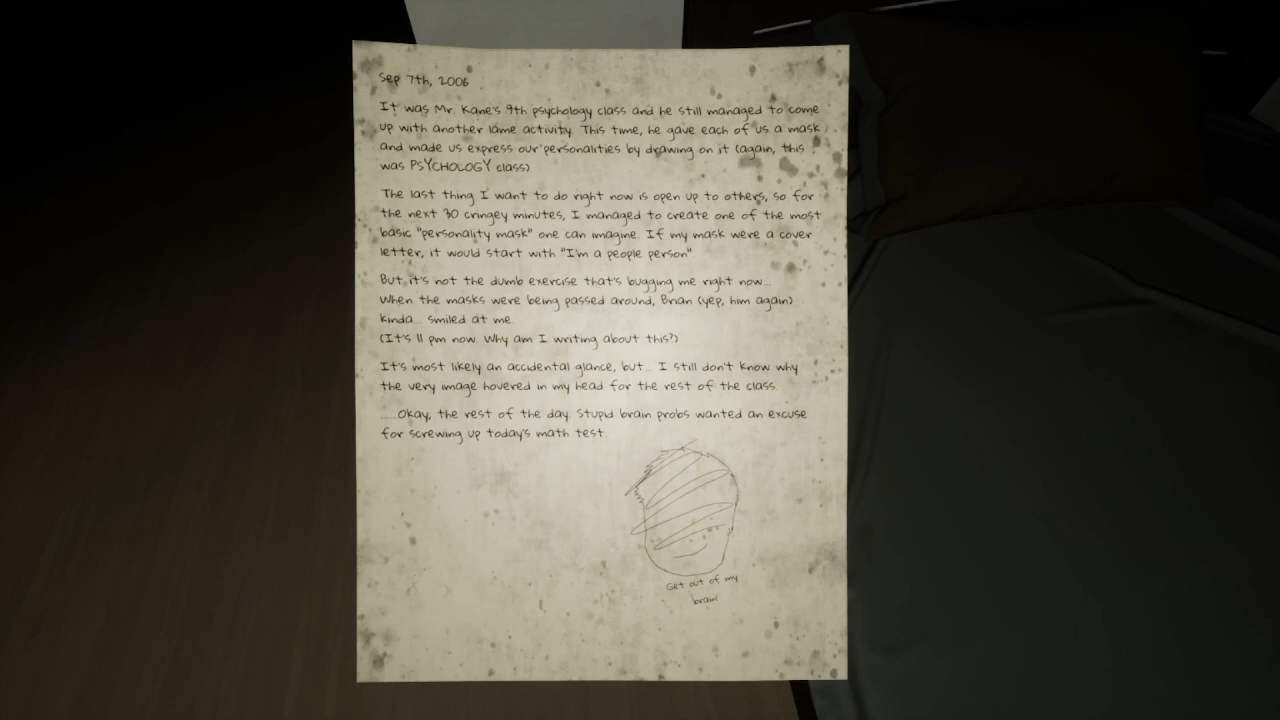 Sep 7th, 2006
It was Mr. Kane's 9th psychology class and he still managed to come
up with another lame activity. This time, he gave each of us a mask
and made us express our personalities by drawing on it (again, this
was PSYCHOLOGY class)
The last thing I want to do right now is open up to others, so for
the next 30 cringey minutes, I managed to create one of the most
basic "personality mask" one can imagine. If my mask were a cover
letter, it would start with "I'm a people person".
But it's not the dumb exercise that's bugging me right now...
When the masks were being passed around, Brian (yep, him again)
kinda... smiled at me.
(It's 11 pm now. Why am I writing about this?)
It's most likely an accidental glance, but... I still don't know why
the very image hovered in my head for the rest of the class.
.....Okay, the rest of the day. Stupid brain probs wanted an excuse
for screwing up today's math test.
Get out of my
brain!